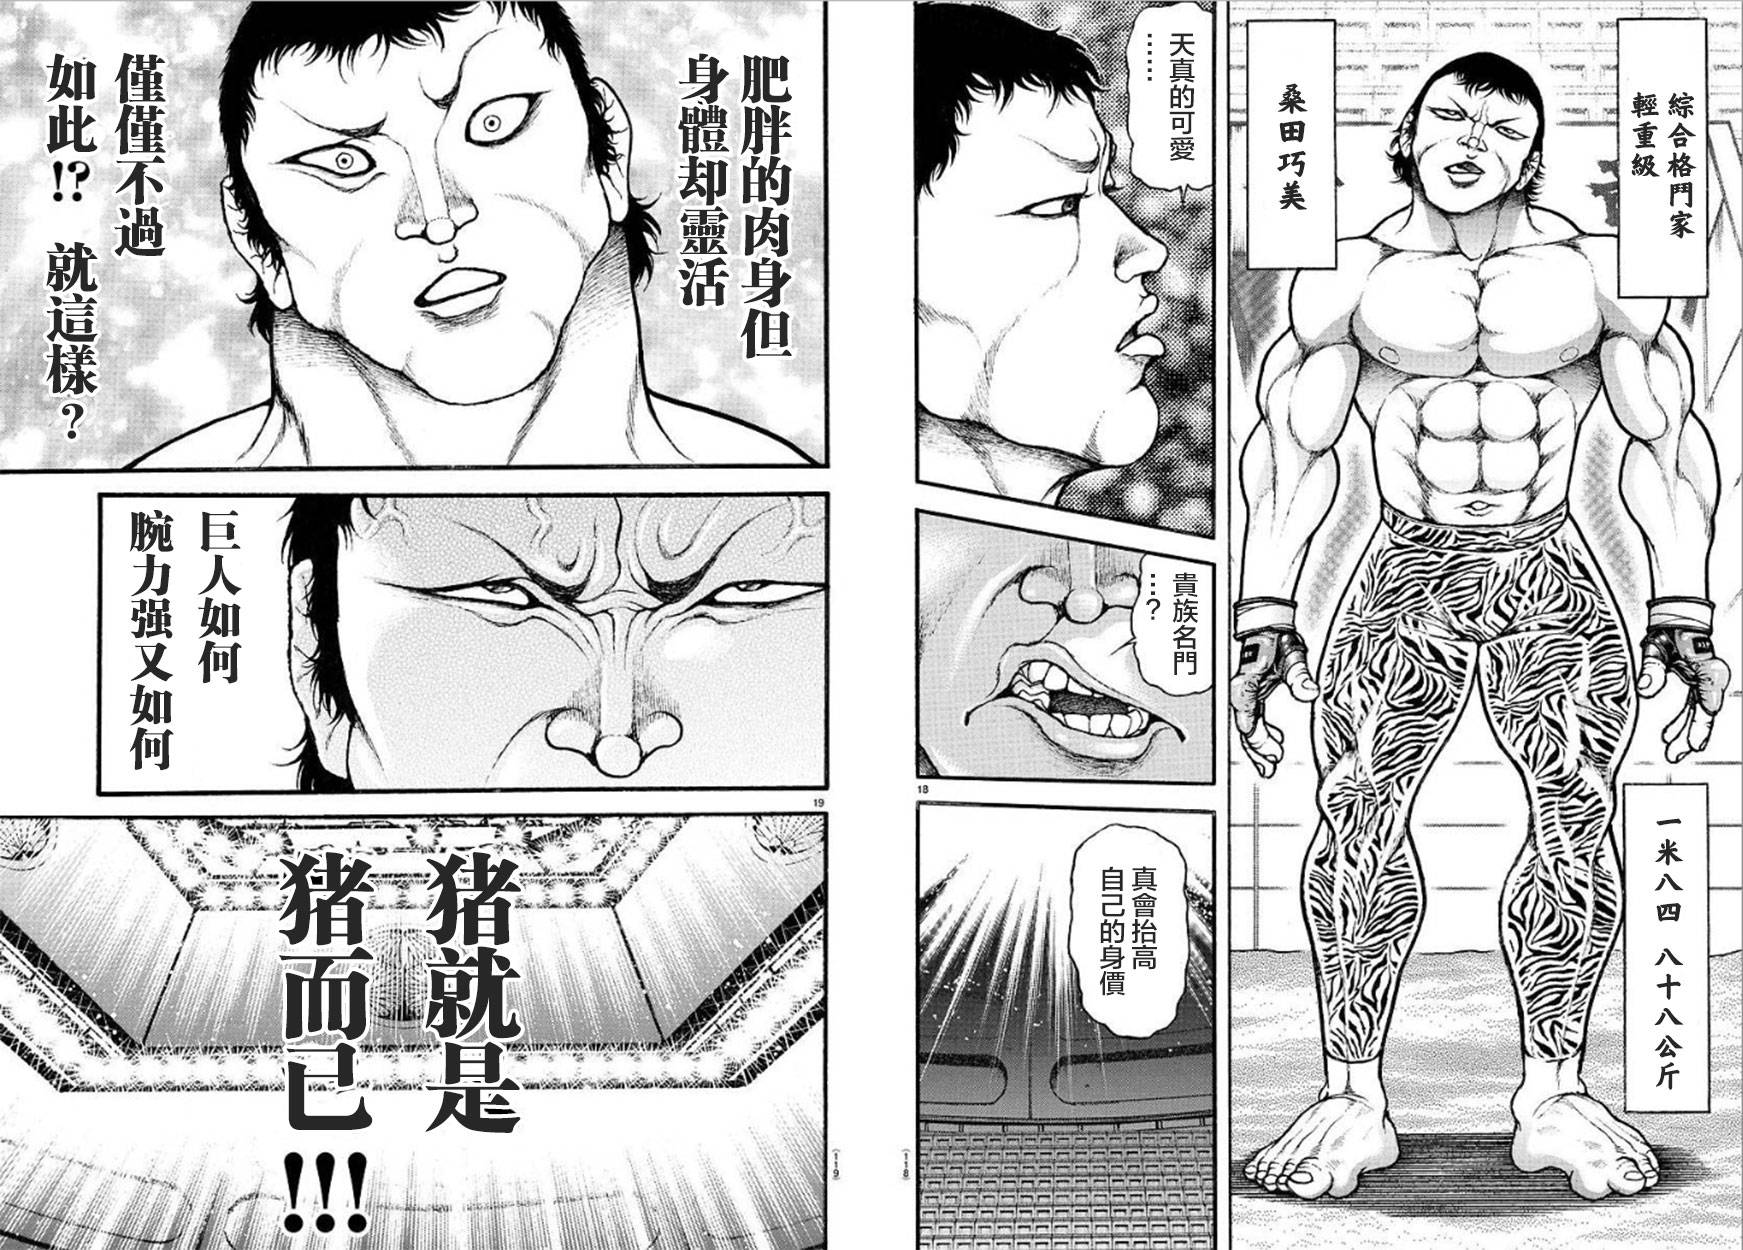 綜合格鬥家
輕重級
桑田巧美
一米八四 八十八公斤
天真的可愛
……
貴族名門
…?
真會抬高
自己的身價
18
(118)
肥胖的肉身但
身體却靈活
僅僅不過
如此!? 就這樣?
巨人如何
腕力强又如何
19
猪就是
猪而已!!!
(119)